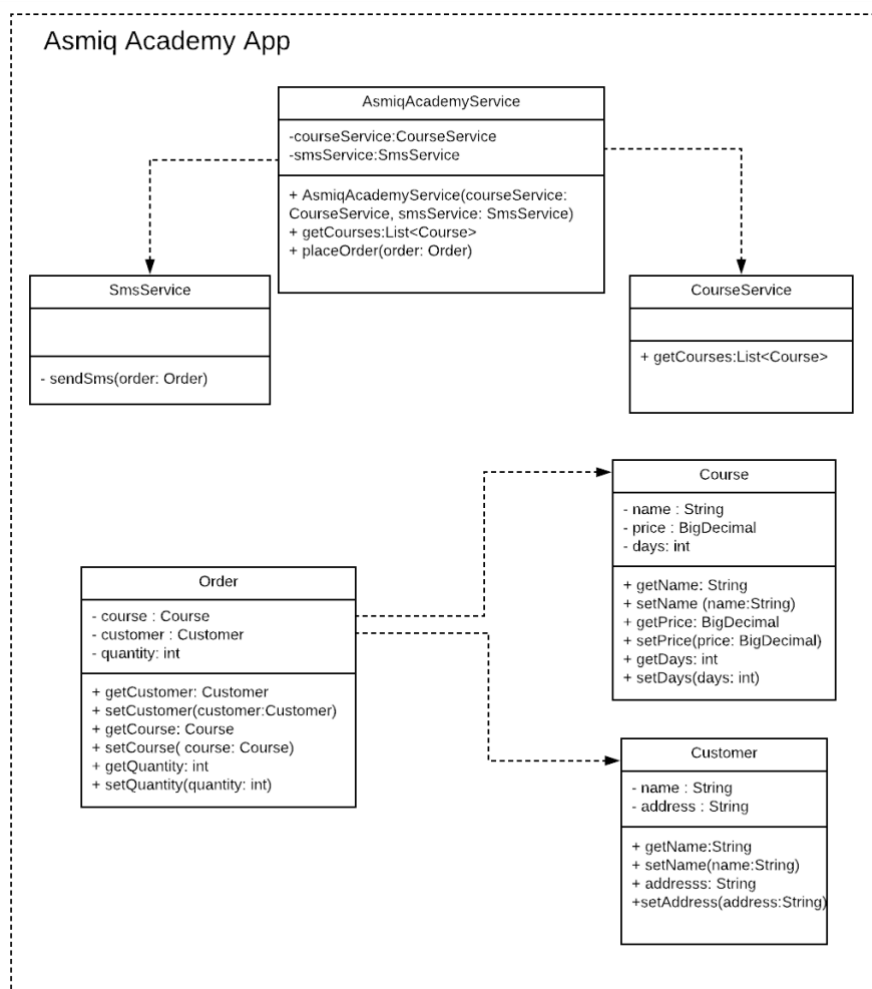 Asmiq Academy App
AsmiqAcademyService
-courseService:CourseService
-smsService:SmsService
+ AsmiqAcademyService(courseService:
CourseService, smsService: SmsService)
+ getCourses:List<Course>
+ placeOrder(order: Order)
SmsService
- sendSms(order: Order)
CourseService
+ getCourses:List<Course>
Course
- name : String
- price : BigDecimal
- days: int
+ getName: String
+ setName (name:String)
+ getPrice: BigDecimal
+ setPrice(price: BigDecimal)
+ getDays: int
+ setDays(days: int)
Order
- course : Course
- customer : Customer
- quantity: int
+ getCustomer: Customer
+ setCustomer(customer:Customer)
+ getCourse: Course
+ setCourse( course: Course)
+ getQuantity: int
+ setQuantity(quantity: int)
Customer
- name : String
- address : String
+ getName:String
+ setName(name:String)
+ addresss: String
+setAddress(address:String)